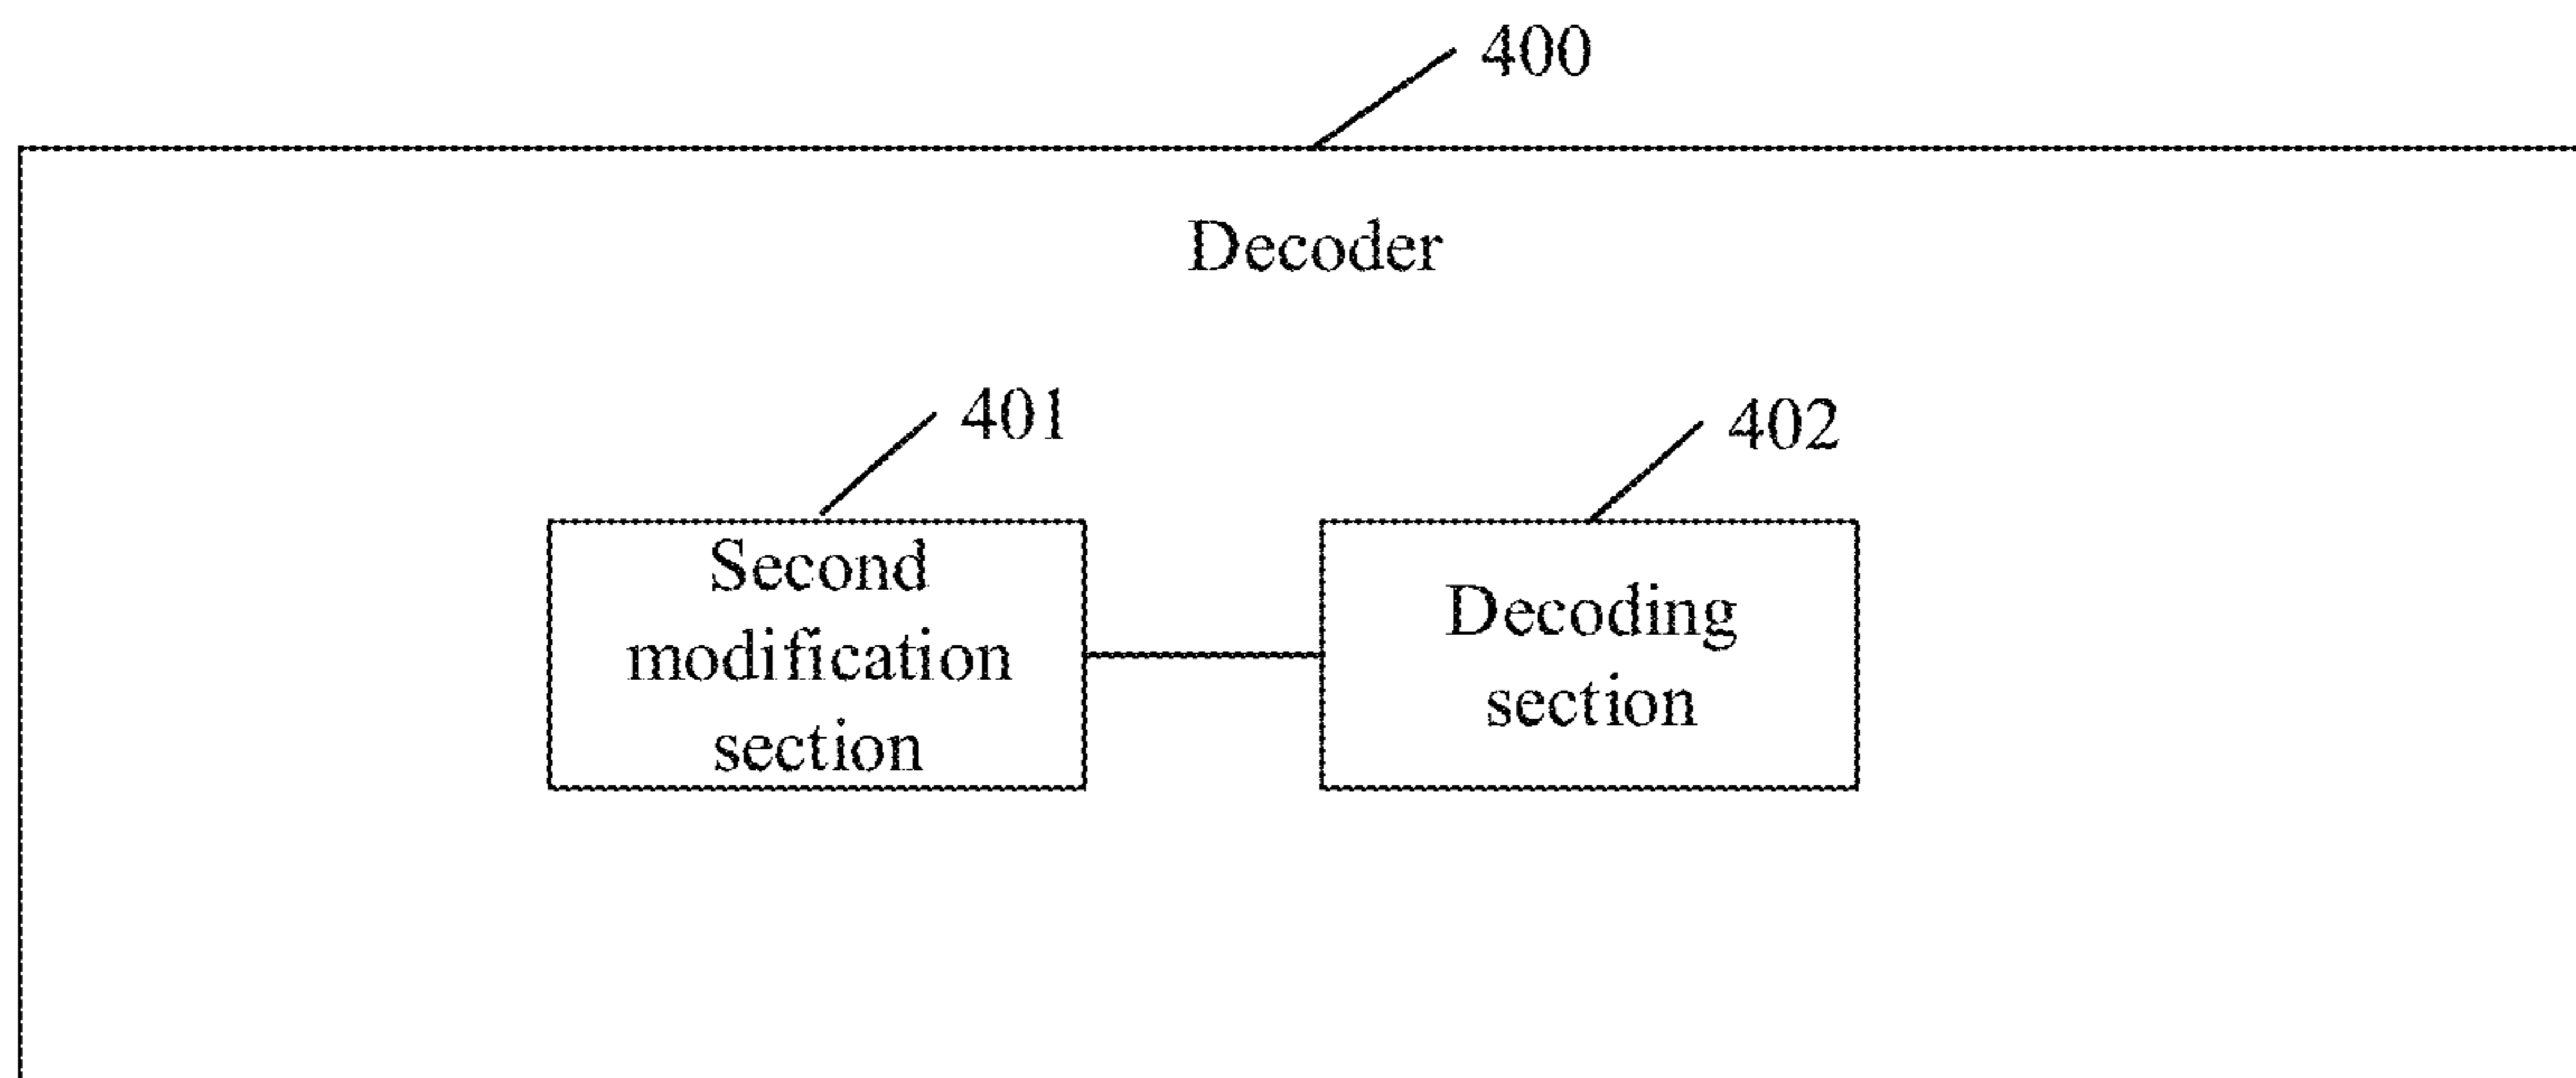 400
Decoder
401
402
Second
modification
section
Decoding
section